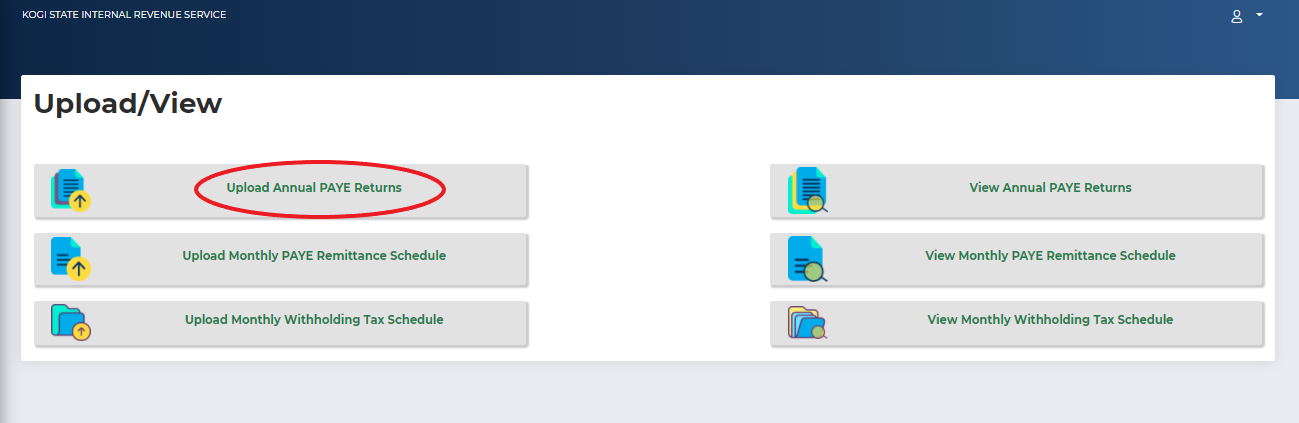 KOGI STATE INTERNAL REVENUE SERVICE
Upload/View
Upload Annual PAYE Returns
View Annual PAYE Returns
Upload Monthly PAYE Remittance Schedule
View Monthly PAYE Remittance Schedule
Upload Monthly Withholding Tax Schedule
View Monthly Withholding Tax Schedule